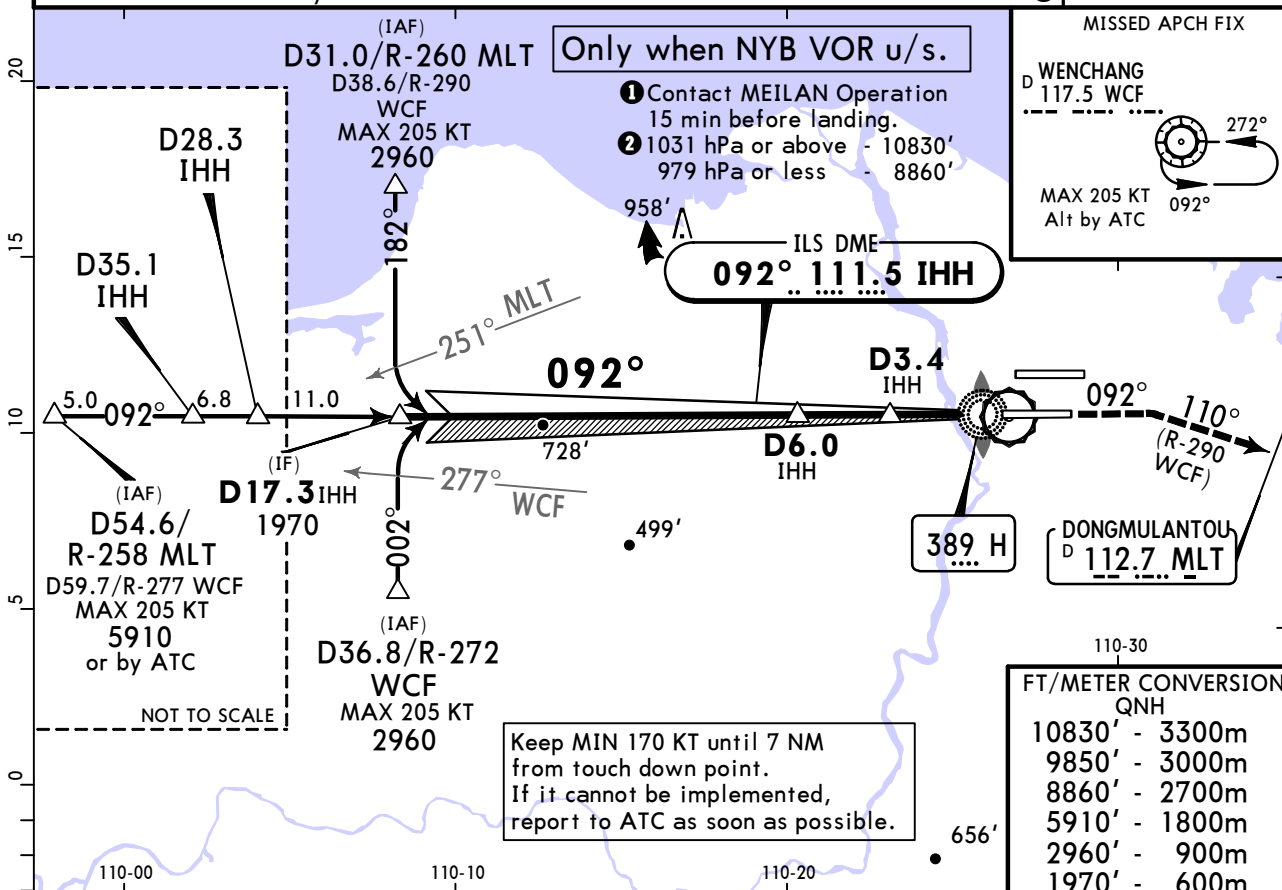 (IAF)
D31.0/R-260 MLT
D38.6/R-290
WCF
MAX 205 KT
2960
Only when NYB VOR u/s.
1 Contact MEILAN Operation
15 min before landing.
2 1031 hPa or above - 10830'
979 hPa or less - 8860'
MISSED APCH FIX
D WENCHANG
117.5 WCF
272°
092°
MAX 205 KT
Alt by ATC
20
15
10
5
0
D28.3
IHH
D35.1
IHH
182°
958'
ILS DME
092° 111.5 IHH
251° MLT
092°
D3.4
IHH
5.0 092° 6.8 11.0
728'
D6.0
IHH
092°
110°
(R-290
WCF)
(IF)
D17.3 IHH
1970
277° WCF
002°
(IAF)
D54.6/
R-258 MLT
D59.7/R-277 WCF
MAX 205 KT
5910
or by ATC
NOT TO SCALE
499'
389 H
DONGMULANTOU
D 112.7 MLT
(IAF)
D36.8/R-272
WCF
MAX 205 KT
2960
Keep MIN 170 KT until 7 NM
from touch down point.
If it cannot be implemented,
report to ATC as soon as possible.
656'
110-30
FT/METER CONVERSION
QNH
10830' - 3300m
9850' - 3000m
8860' - 2700m
5910' - 1800m
2960' - 900m
1970' - 600m
110-00
110-10
110-20